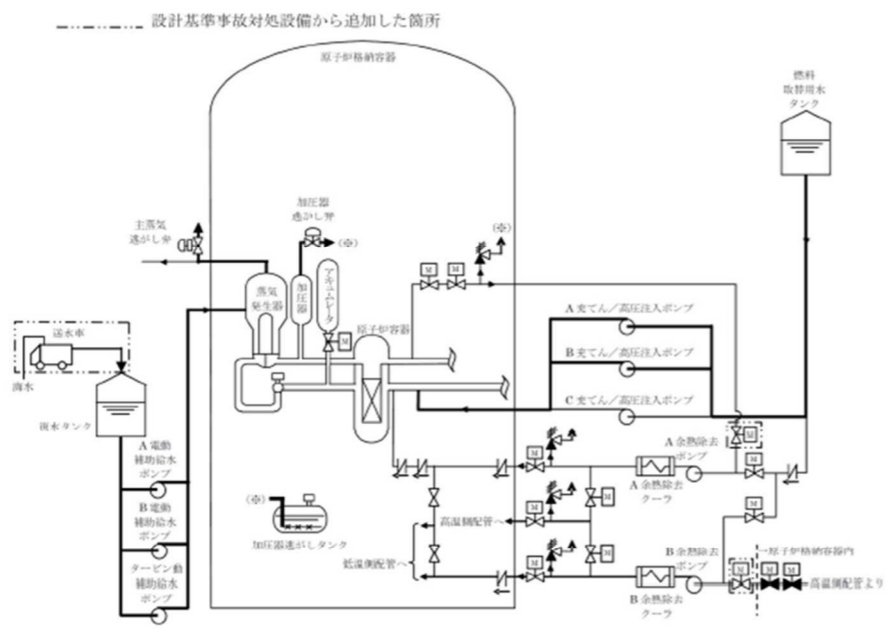 設計基準事故対処設備から追加した箇所
原子炉格納容器
燃料
取替用水
タンク
主蒸気
逃がし弁
加圧器
逃がし弁
(※)
(※)
蒸気
発生器
加圧器
アキュムレータ
原子炉容器
M
M
M
A充てん/高圧注入ポンプ
B充てん/高圧注入ポンプ
C充てん/高圧注入ポンプ
送水車
海水
淡水タンク
A電動
補助給水
ポンプ
B電動
補助給水
ポンプ
タービン動
補助給水
ポンプ
(※)
加圧器逃がしタンク
高温側配管へ
低温側配管へ
M
M
M
M
M
A余熱除去
クーラ
A余熱除去
ポンプ
M
M
M
B余熱除去
ポンプ
B余熱除去
クーラ
原子炉格納容器内
M
M
M
高温側配管より